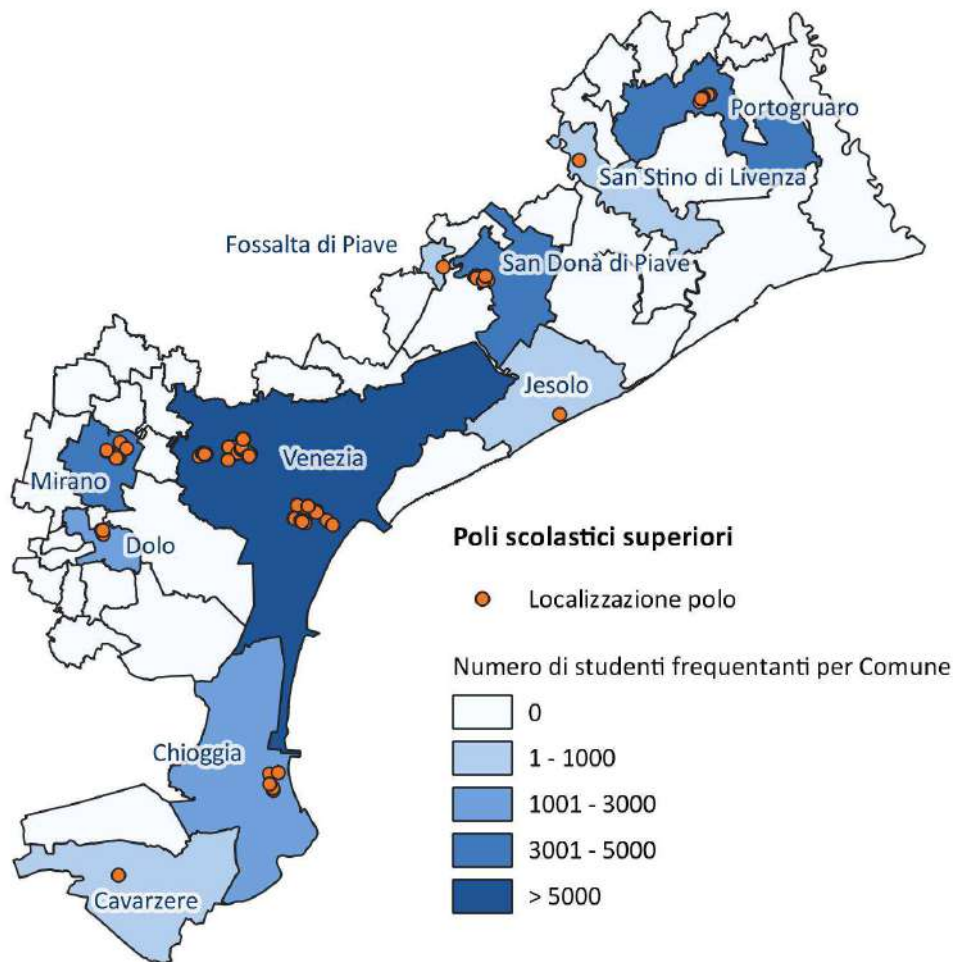 Portogruaro
San Stino di Livenza
Fossalta di Piave
San Donà di Piave
Jesolo
Venezia
Mirano
Dolo
Chioggia
Cavarzere
Poli scolastici superiori
Localizzazione polo
Numero di studenti frequentanti per Comune
0
1 - 1000
1001 - 3000
3001 - 5000
> 5000